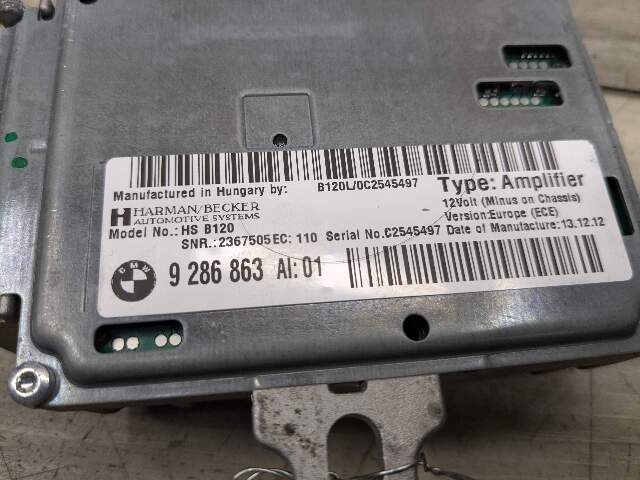 Manufactured in Hungary by:
B120L/0C2545497
Type: Amplifier
HARMAN/BECKER
AUTOMOTIVE SYSTEMS
12Volt (Minus on Chassis)
Version:Europe (ECE)
Model No.: HS B120
SNR.: 2367505 EC: 110 Serial No.C2545497 Date of Manufacture:13.12.12
BMW
9 286 863 AI: 01